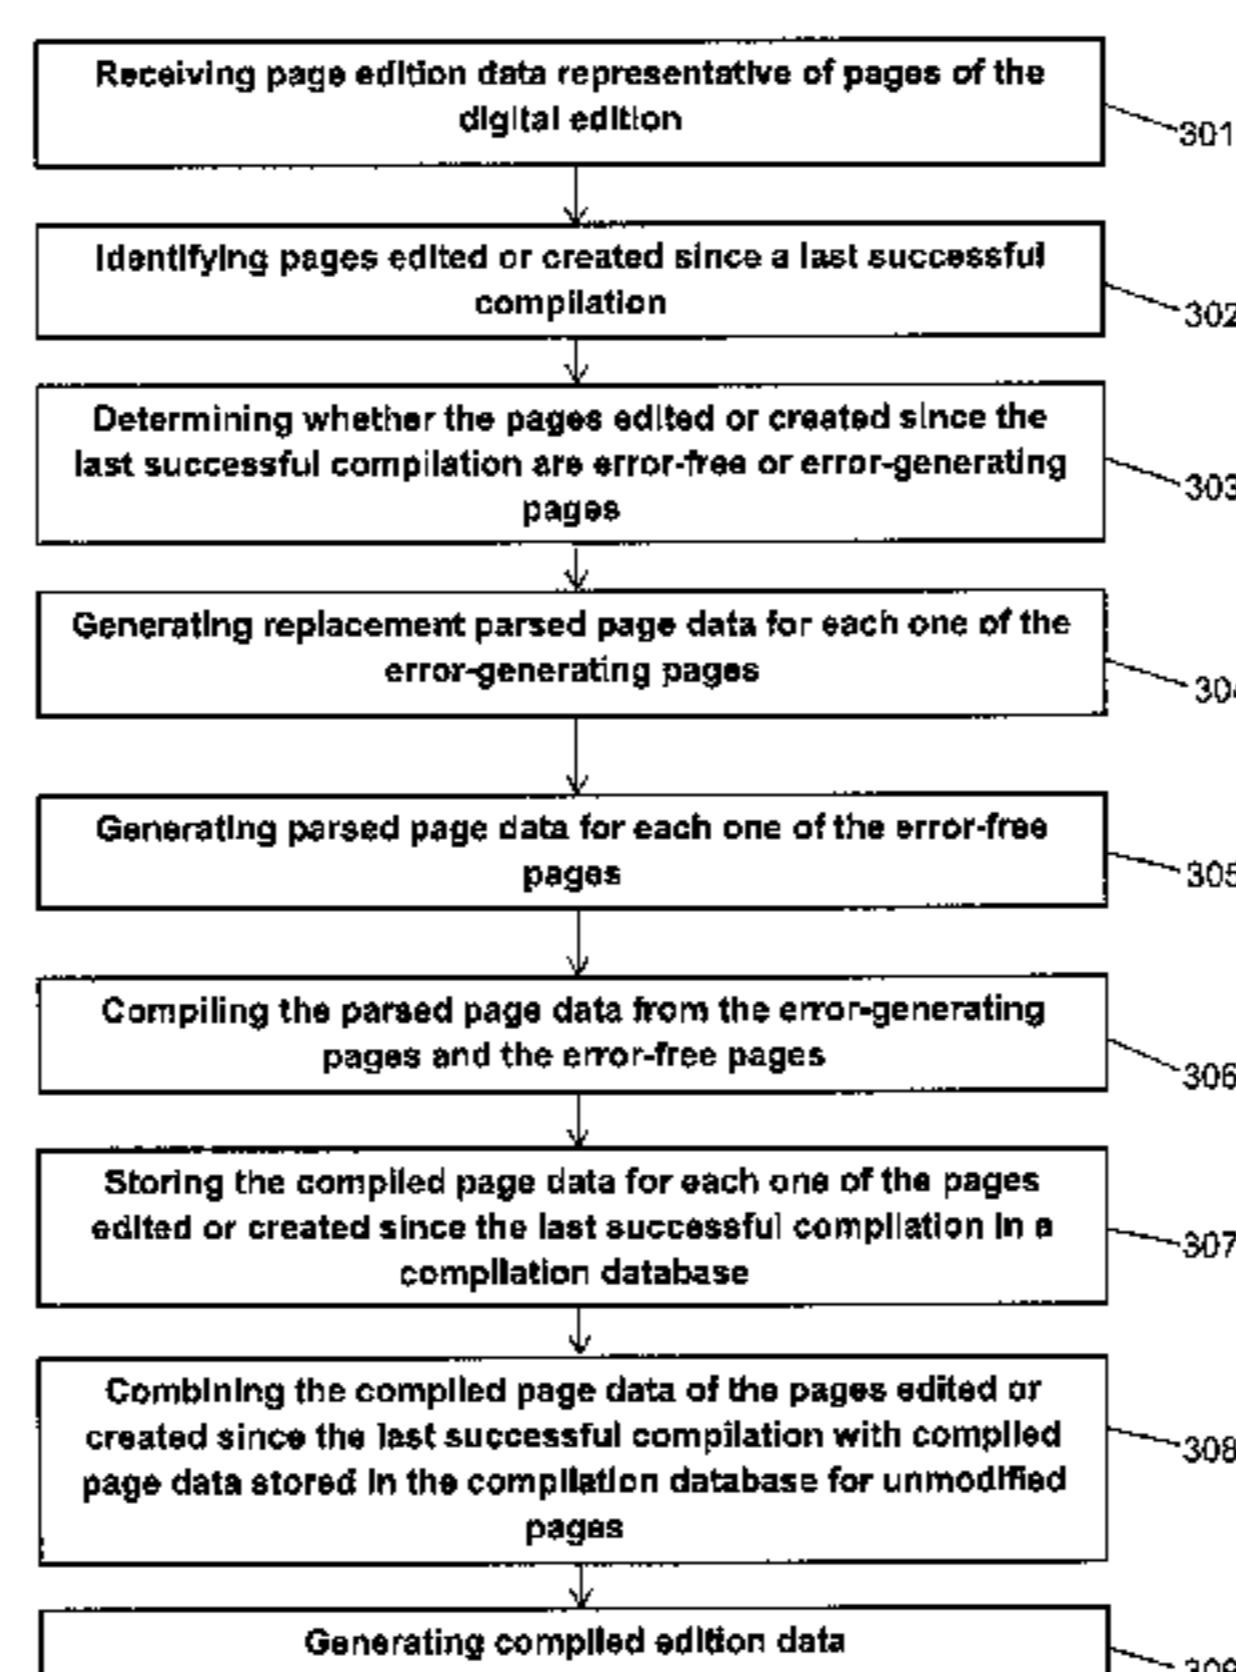 Receiving page edition data representative of pages of the
digital edition
301
Identifying pages edited or created since a last successful
compilation
302
Determining whether the pages edited or created since the
last successful compilation are error-free or error-generating
pages
303
Generating replacement parsed page data for each one of the
error-generating pages
304
Generating parsed page data for each one of the error-free
pages
305
Compiling the parsed page data from the error-generating
pages and the error-free pages
306
Storing the compiled page data for each one of the pages
edited or created since the last successful compilation in a
compilation database
307
Combining the compiled page data of the pages edited or
created since the last successful compilation with compiled
page data stored in the compilation database for unmodified
pages
308
Generating compiled edition data
309